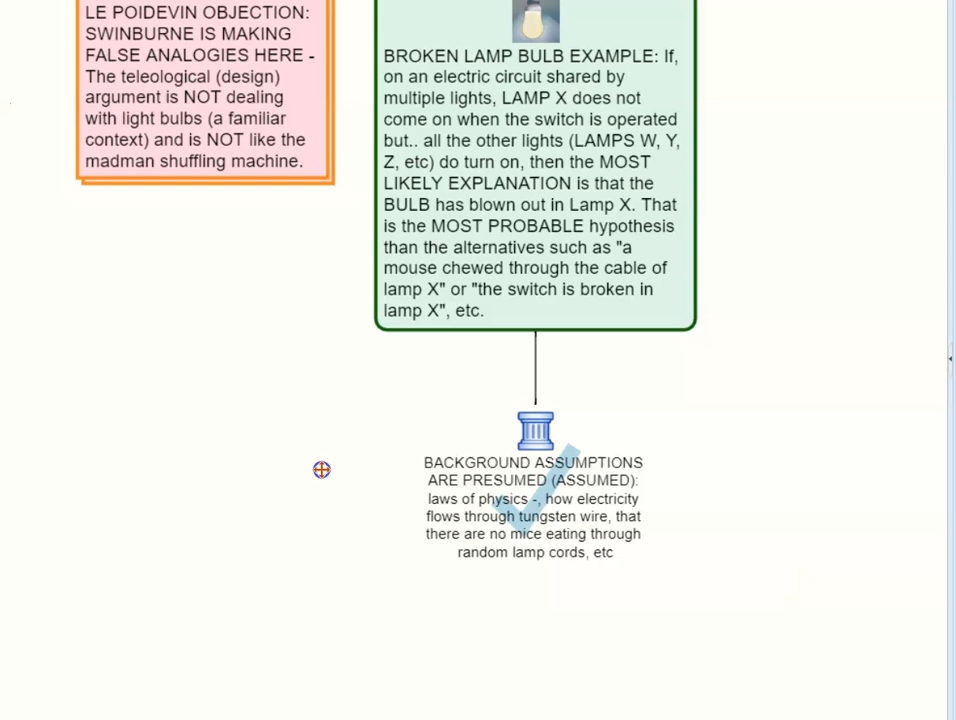 LE POIDEVIN OBJECTION:
SWINBURNE IS MAKING
FALSE ANALOGIES HERE -
The teleological (design)
argument is NOT dealing
with light bulbs (a familiar
context) and is NOT like the
madman shuffling machine.
BROKEN LAMP BULB EXAMPLE: If,
on an electric circuit shared by
multiple lights, LAMP X does not
come on when the switch is operated
but.. all the other lights (LAMPS W, Y,
Z, etc) do turn on, then the MOST
LIKELY EXPLANATION is that the
BULB has blown out in Lamp X. That
is the MOST PROBABLE hypothesis
than the alternatives such as "a
mouse chewed through the cable of
lamp X" or "the switch is broken in
lamp X", etc.
BACKGROUND ASSUMPTIONS
ARE PRESUMED (ASSUMED):
laws of physics -, how electricity
flows through tungsten wire, that
there are no mice eating through
random lamp cords, etc